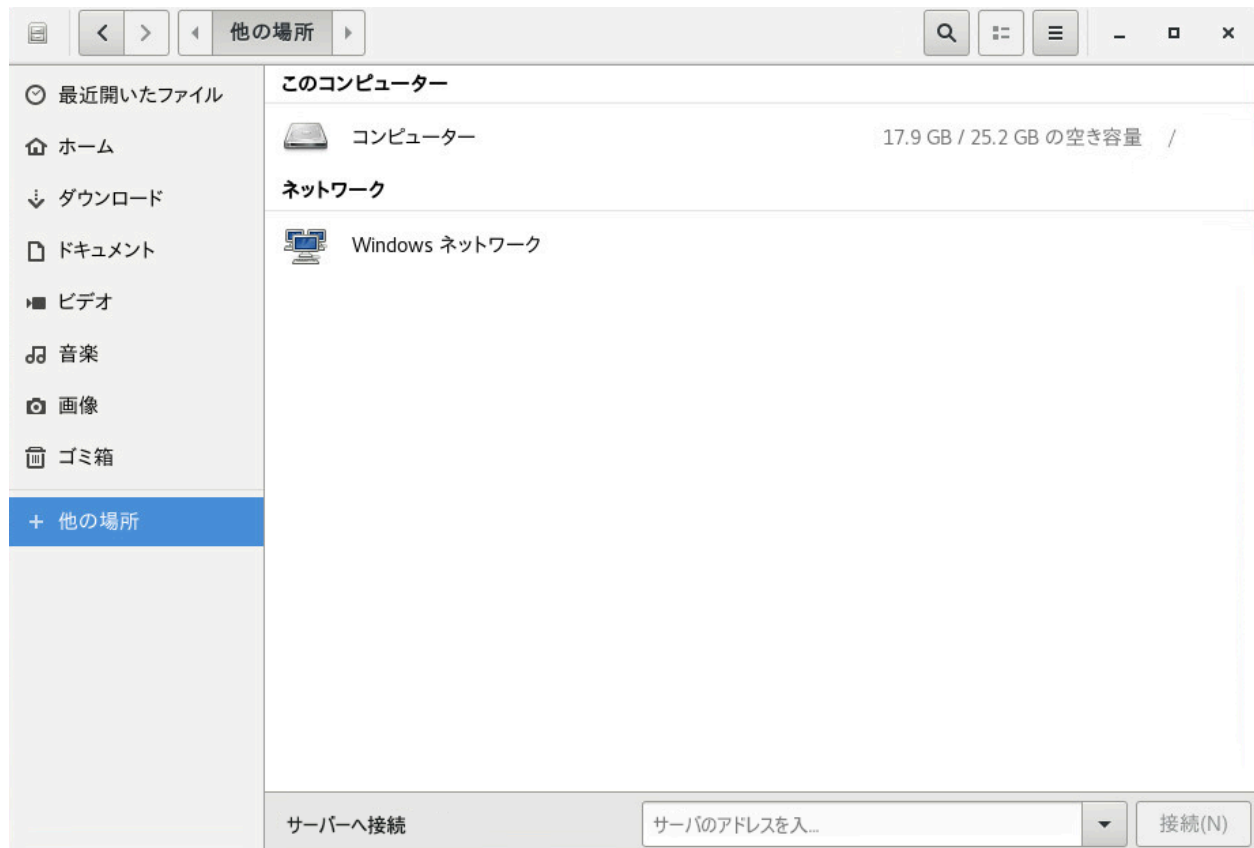 他の場所
最近開いたファイル
ホーム
ダウンロード
ドキュメント
ビデオ
音楽
画像
ゴミ箱
+ 他の場所
このコンピューター
コンピューター 17.9 GB / 25.2 GB の空き容量 /
ネットワーク
Windows ネットワーク
サーバーへ接続 サーバのアドレスを入... 接続(N)